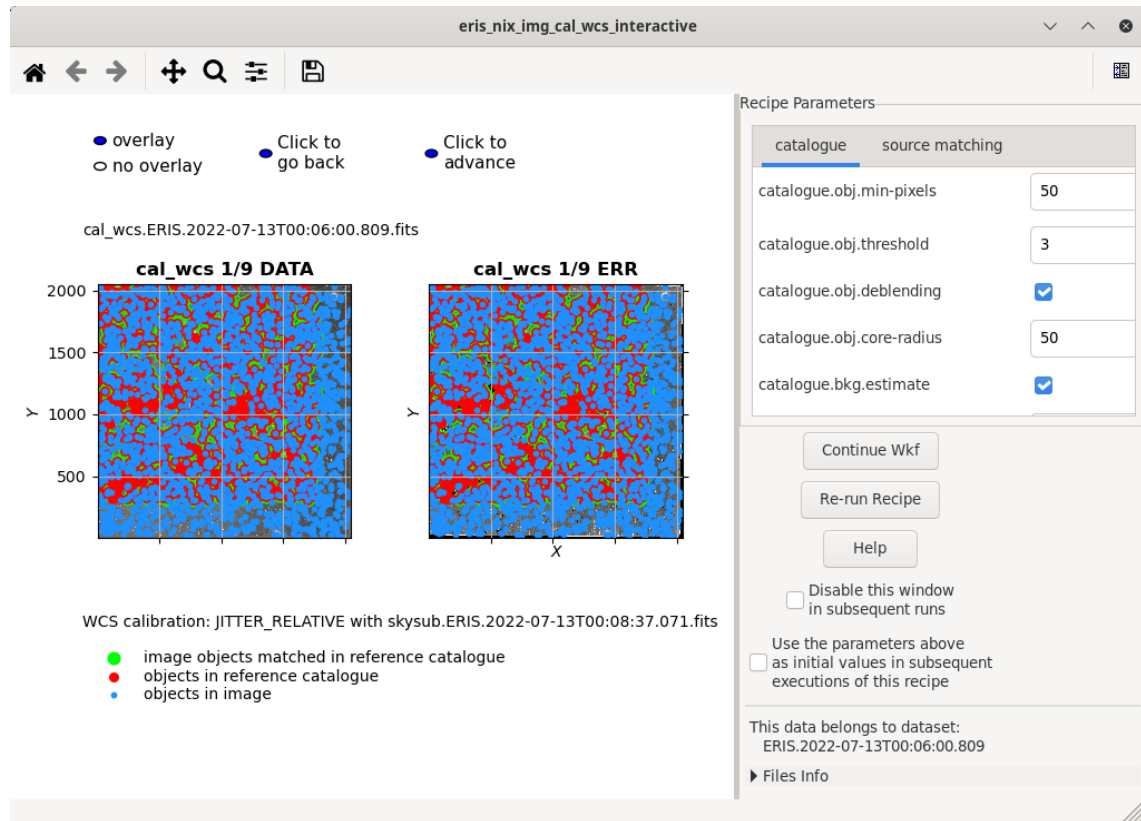 eris_nix_img_cal_wcs_interactive
overlay
no overlay
Click to
go back
Click to
advance
cal_wcs.ERIS.2022-07-13T00:06:00.809.fits
cal_wcs 1/9 DATA
cal_wcs 1/9 ERR
2000
1500
1000
500
Y
Y
X
WCS calibration: JITTER_RELATIVE with skysub.ERIS.2022-07-13T00:08:37.071.fits
image objects matched in reference catalogue
objects in reference catalogue
objects in image
Recipe Parameters
catalogue source matching
catalogue.obj.min-pixels 50
catalogue.obj.threshold 3
catalogue.obj.deblending
catalogue.obj.core-radius 50
catalogue.bkg.estimate
Continue Wkf
Re-run Recipe
Help
Disable this window
in subsequent runs
Use the parameters above
as initial values in subsequent
executions of this recipe
This data belongs to dataset:
ERIS.2022-07-13T00:06:00.809
Files Info